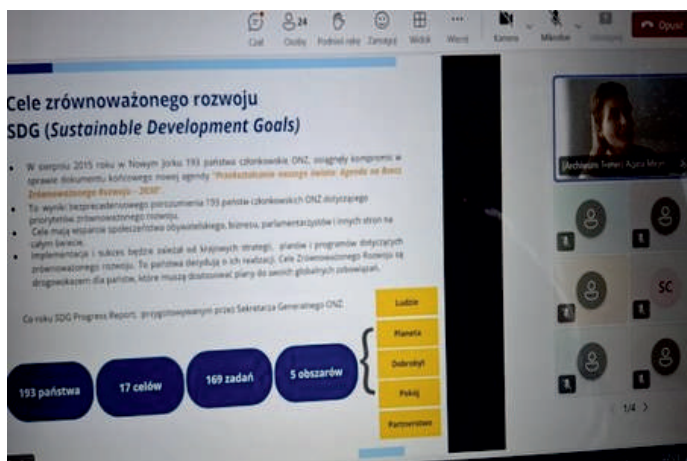 24
Czat Osoby Podnieś rękę Zareaguj Widok Więcej Kamera Mikrofon Opuść
Cele zrównoważonego rozwoju
SDG (Sustainable Development Goals)
• W sierpniu 2015 roku w Nowym Jorku 193 państwa członkowskie ONZ, osiągnęły kompromis w
sprawie dokumentu końcowego nowej agendy "Przekształcanie naszego świata: Agenda na Rzecz
Zrównoważonego Rozwoju - 2030".
• To wyniki bezprecedensowego porozumienia 193 państw członkowskich ONZ dotyczącego
priorytetów zrównoważonego rozwoju.
• Cele mają wsparcie społeczeństwa obywatelskiego, biznesu, parlamentarzystów i innych stron na
całym świecie.
• Implementacja i sukces będzie zależał od krajowych strategii, planów i programów dotyczących
zrównoważonego rozwoju. To państwa decydują o ich realizacji. Cele Zrównoważonego Rozwoju są
drogowskazem dla państw, które muszą dostosować plany do swoich globalnych zobowiązań.
Co roku SDG Progress Report, przygotowywanym przez Sekretarza Generalnego ONZ
193 państwa
17 celów
169 zadań
5 obszarów
Ludzie
Planeta
Dobrobyt
Pokój
Partnerstwo
Trener: Agata
SC
1/4